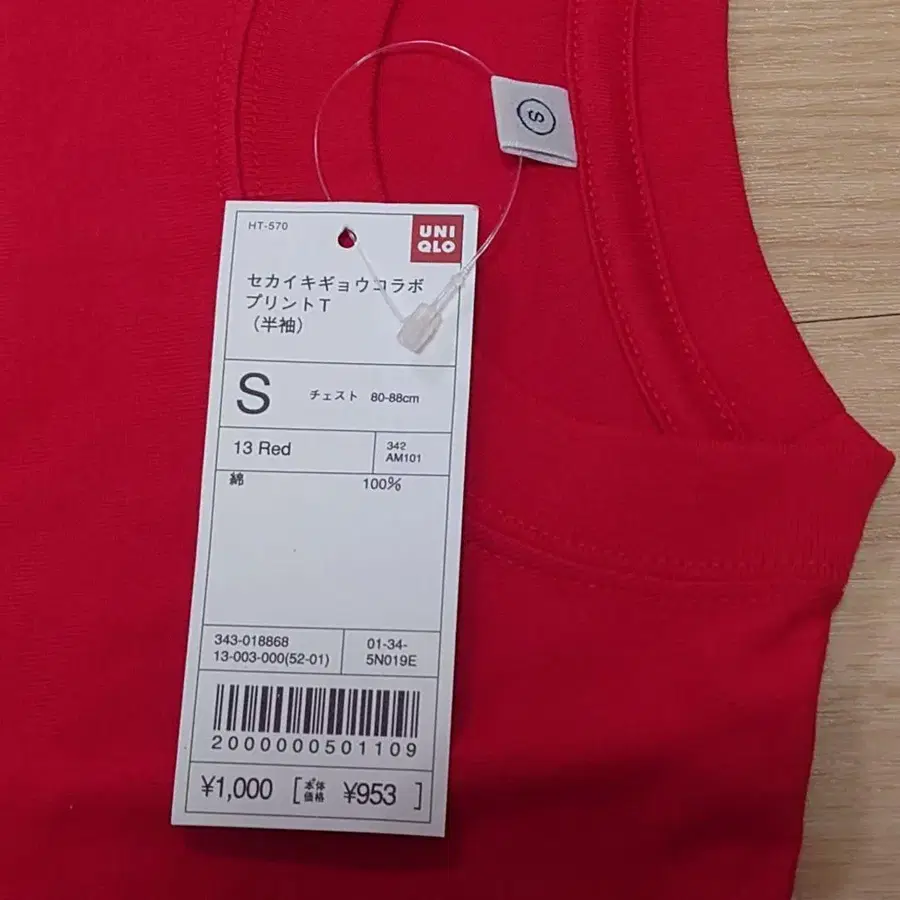 S
HT-570
UNI
QLO
セカイキギョウコラボ
プリントT
（半袖）
S チェスト 80-88cm
13 Red
342
AM101
綿 100%
343-018868
13-003-000(52-01)
01-34-
5N019E
2000000501109
¥1,000 [本体価格 ¥953 ]